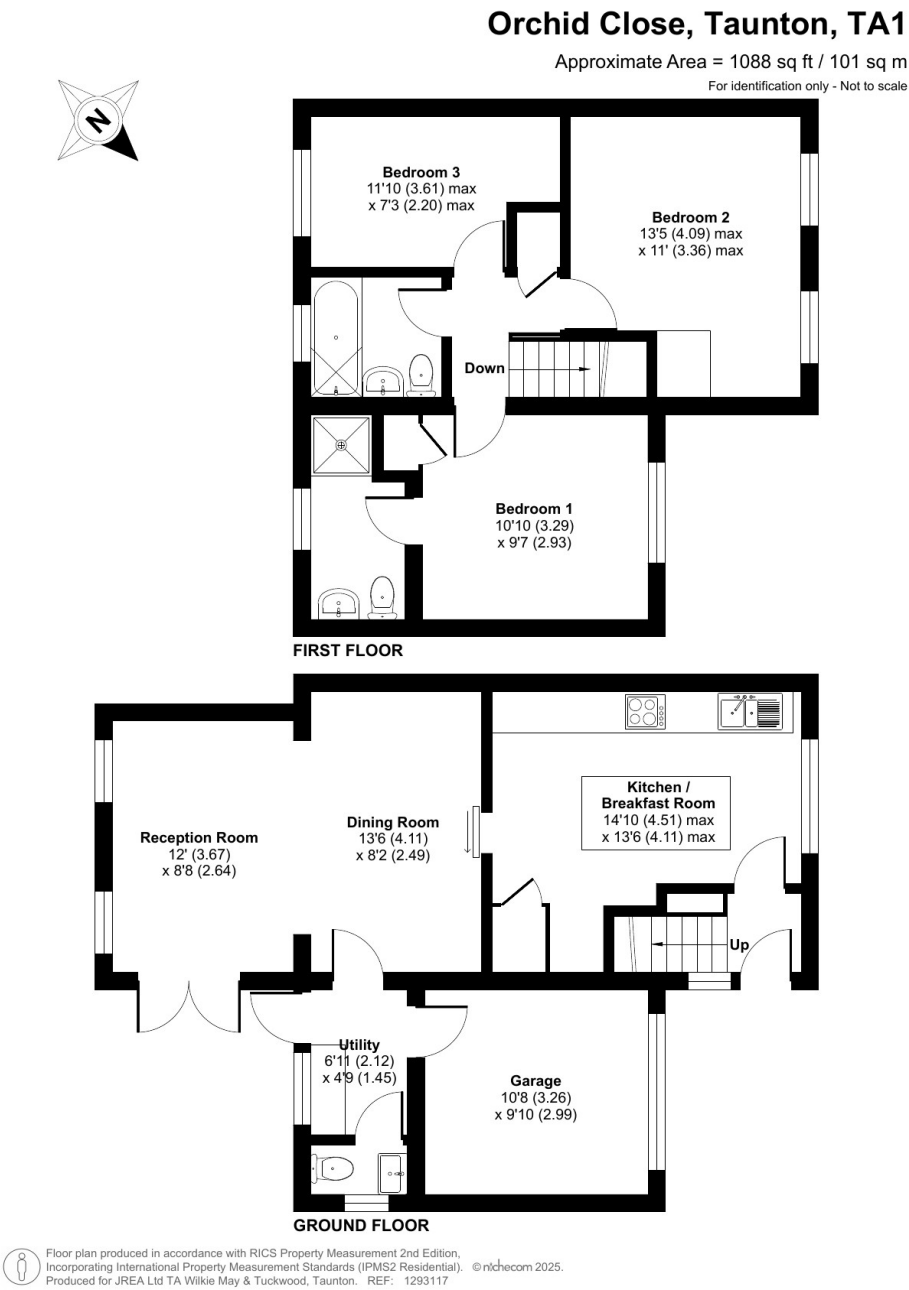 Orchid Close, Taunton, TA1
Approximate Area = 1088 sq ft / 101 sq m
For identification only - Not to scale
N
Bedroom 3
11'10 (3.61) max
x 7'3 (2.20) max
Bedroom 2
13'5 (4.09) max
x 11' (3.36) max
Down
Bedroom 1
10'10 (3.29)
x 9'7 (2.93)
FIRST FLOOR
Kitchen /
Breakfast Room
14'10 (4.51) max
x 13'6 (4.11) max
Dining Room
13'6 (4.11)
x 8'2 (2.49)
Reception Room
12' (3.67)
x 8'8 (2.64)
Up
Utility
6'11 (2.12)
x 4'9 (1.45)
Garage
10'8 (3.26)
x 9'10 (2.99)
GROUND FLOOR
Floor plan produced in accordance with RICS Property Measurement 2nd Edition,
Incorporating International Property Measurement Standards (IPMS2 Residential). © nichecom 2025.
Produced for JREA Ltd TA Wilkie May & Tuckwood, Taunton. REF: 1293117